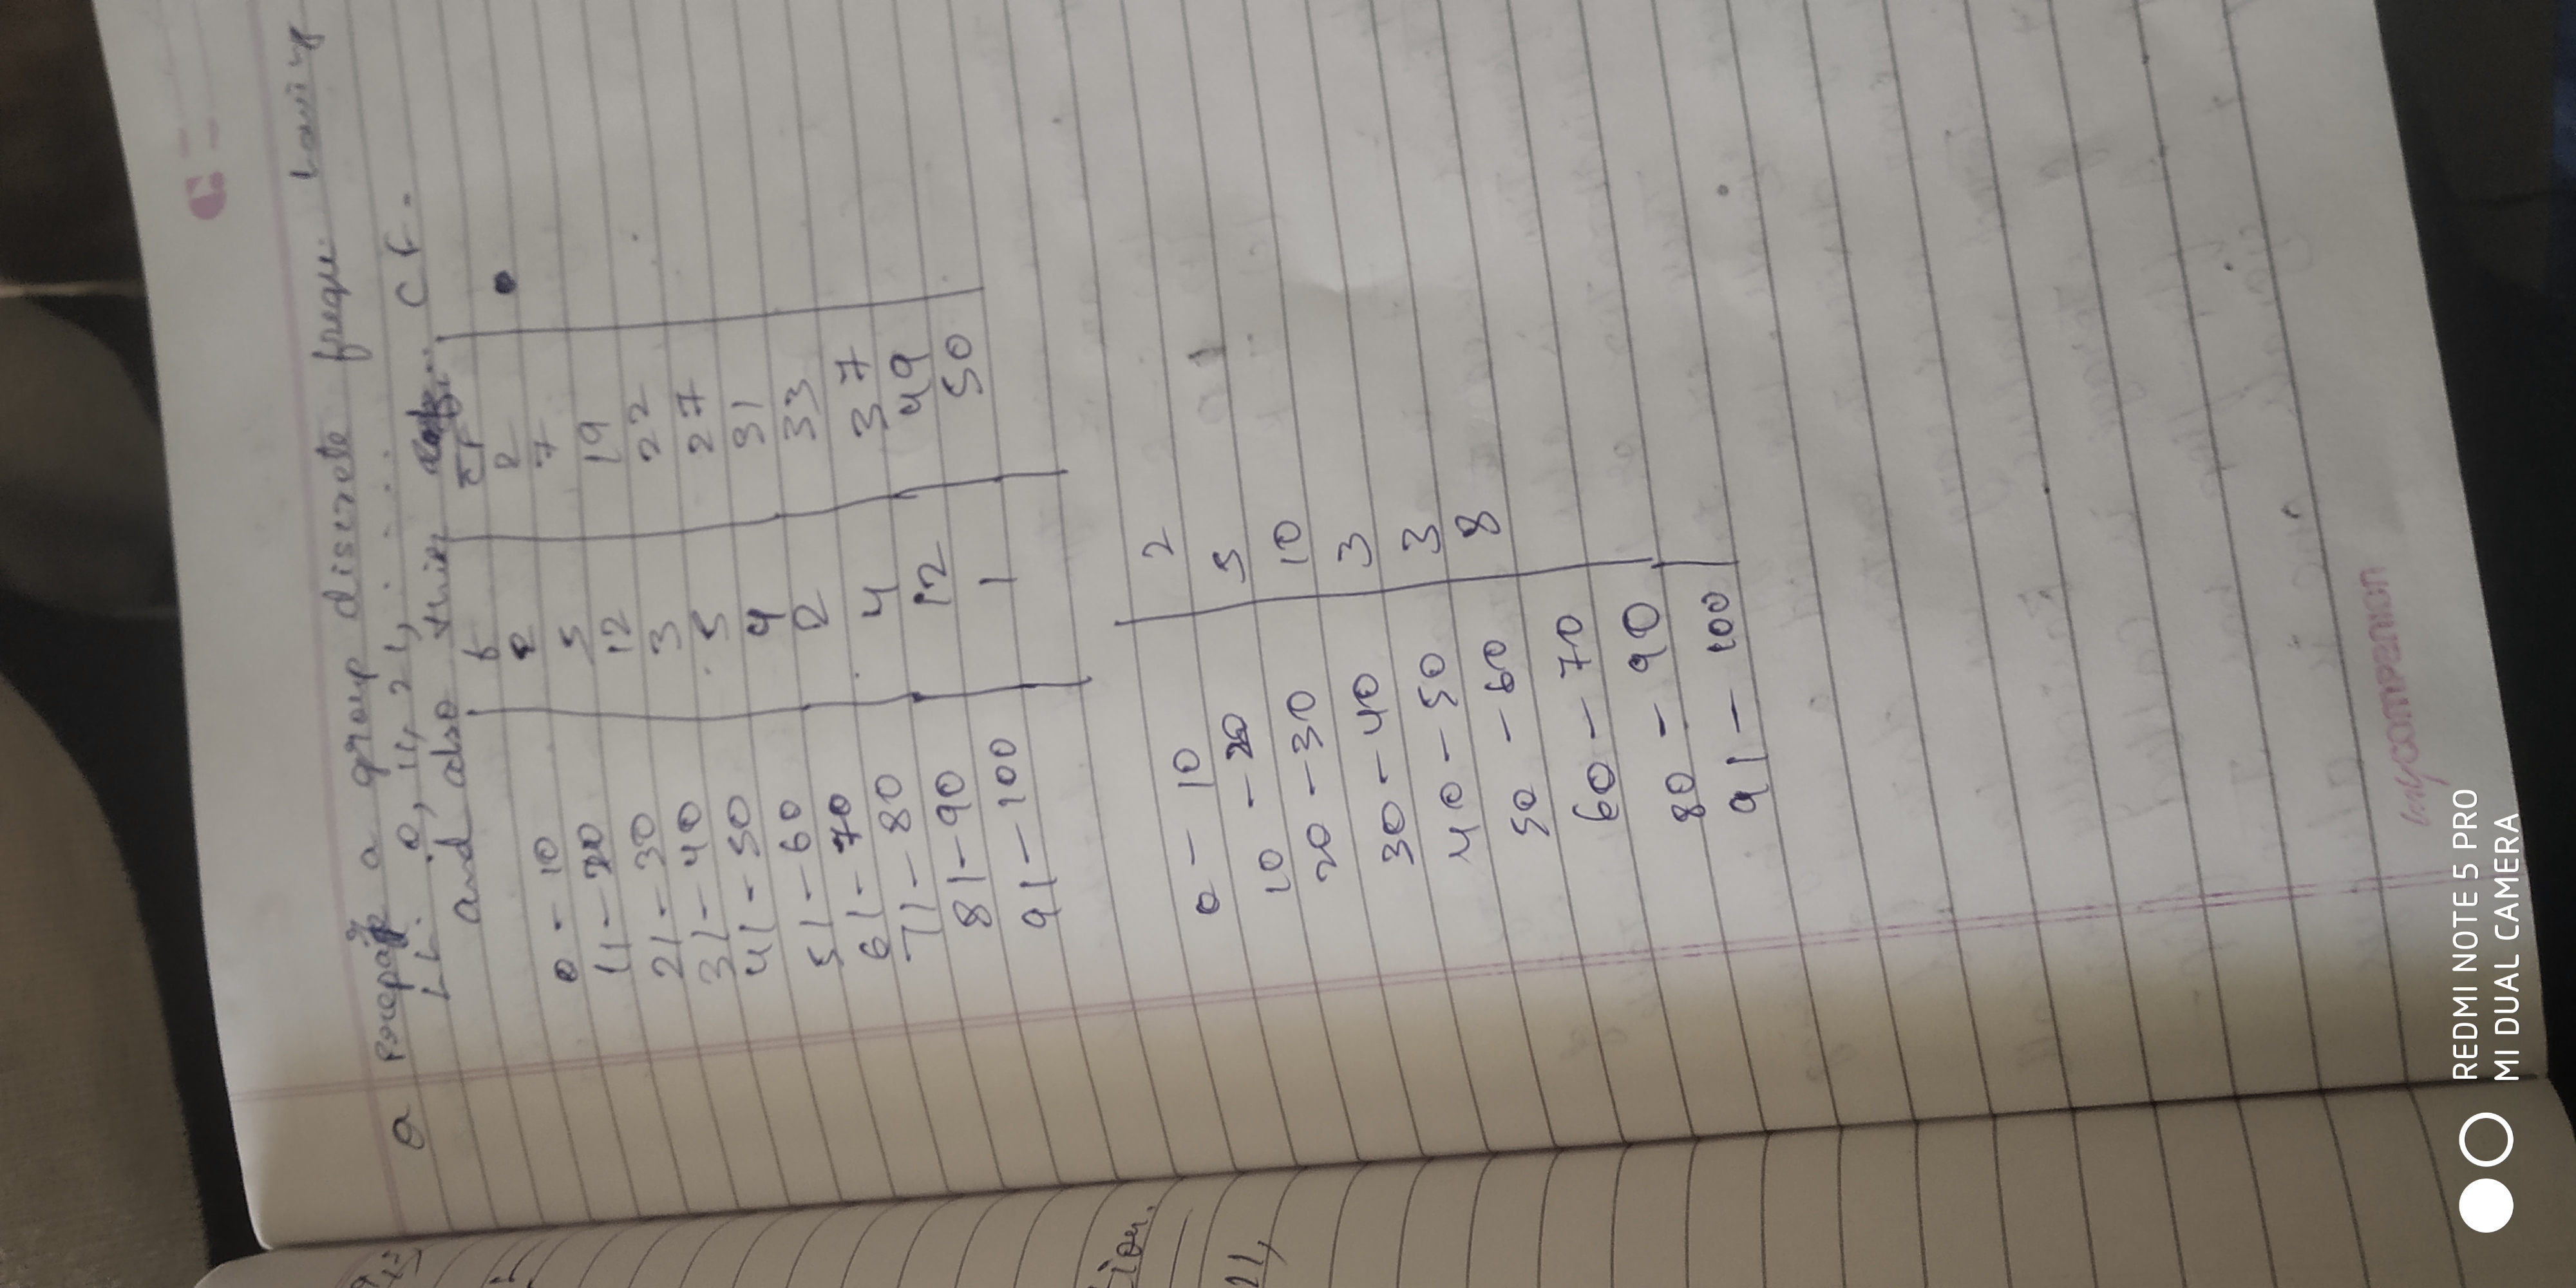 Q prepare a group discrete freque. having
LL. 0, 11, 21, .....
and also their CF.
f CF
0 - 10 2 2
11 - 20 5 7
21 - 30 12 19
31 - 40 3 22
41 - 50 5 27
51 - 60 4 31
61 - 70 2 33
71 - 80 4 37
81 - 90 12 49
91 - 100 1 50
0 - 10 2
10 - 20 5
20 - 30 10
30 - 40 3
40 - 50 3
50 - 60 8
60 - 70
80 - 90
91 - 100
tion.
11,
mycompanion
REDMI NOTE 5 PRO
MI DUAL CAMERA